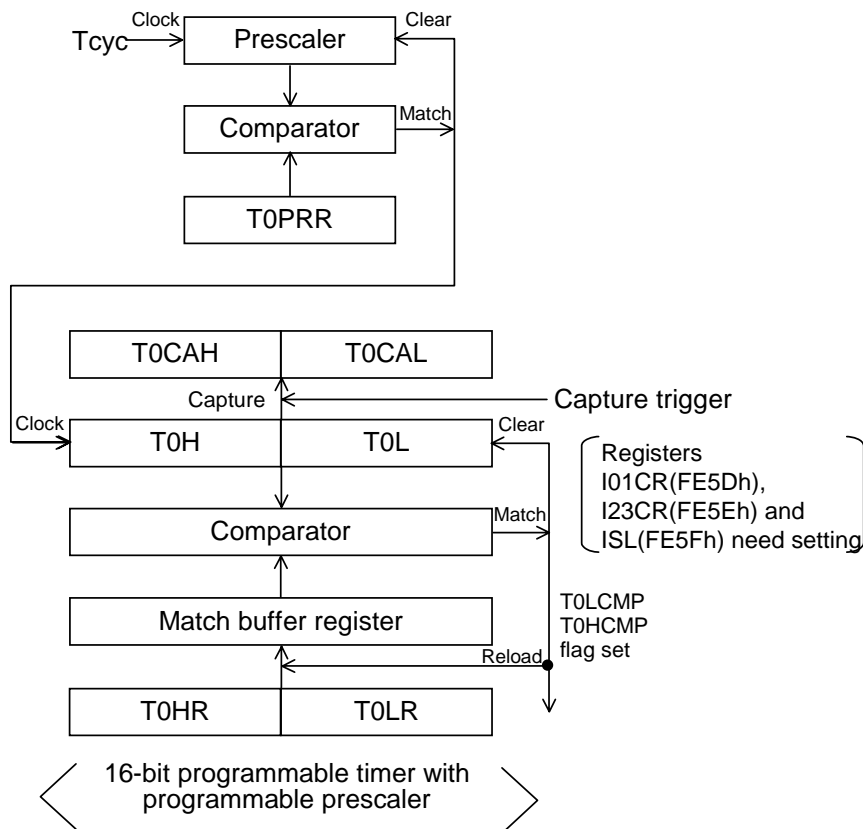 Clock
Clear
Tcyc
Prescaler
Comparator
Match
T0PRR
T0CAH
T0CAL
Capture
Capture trigger
Clock
T0H
T0L
Clear
Registers
I01CR(FE5Dh),
I23CR(FE5Eh) and
ISL(FE5Fh) need setting
Comparator
Match
Match buffer register
T0LCMP
T0HCMP
flag set
Reload
T0HR
T0LR
16-bit programmable timer with
programmable prescaler